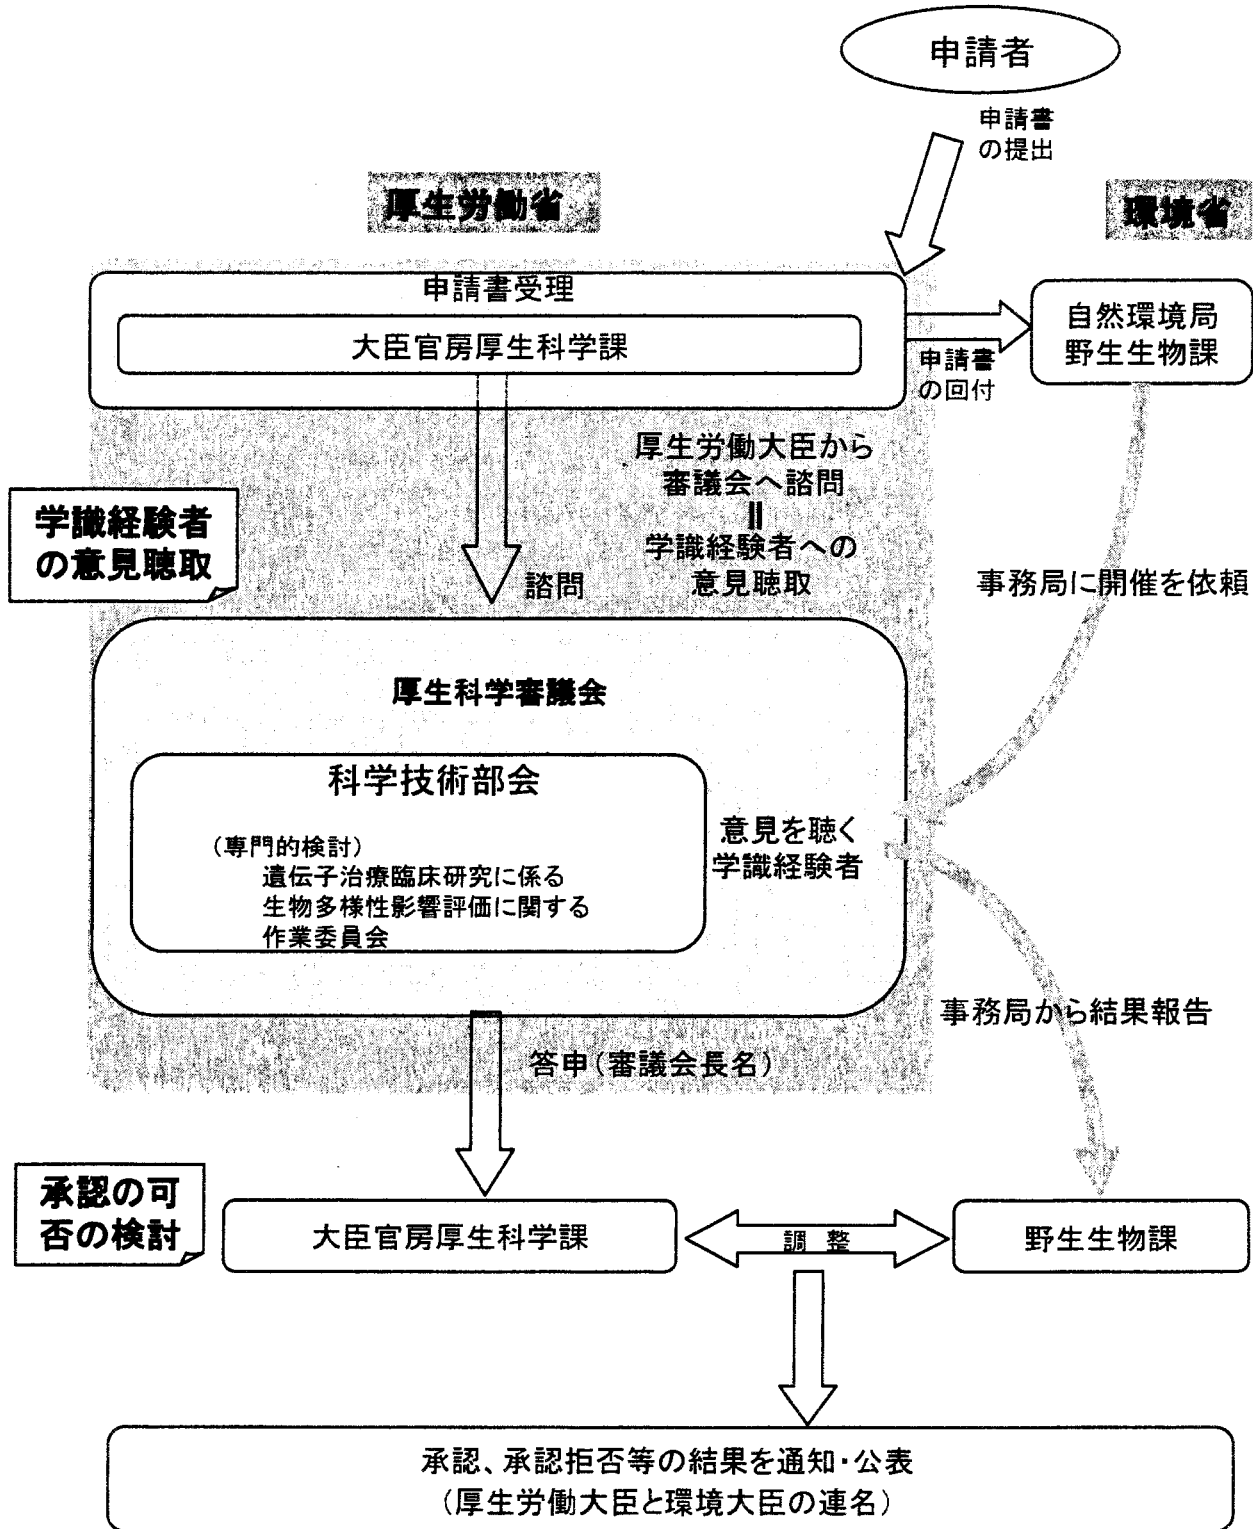 申請者
申請書
の提出
厚生労働省
環境省
申請書受理
大臣官房厚生科学課
自然環境局
野生生物課
申請書
の回付
厚生労働大臣から
審議会へ諮問
||
学識経験者への
意見聴取
学識経験者
の意見聴取
諮問
事務局に開催を依頼
厚生科学審議会
科学技術部会
(専門的検討)
遺伝子治療臨床研究に係る
生物多様性影響評価に関する
作業委員会
意見を聴く
学識経験者
事務局から結果報告
答申(審議会長名)
承認の可
否の検討
大臣官房厚生科学課
調 整
野生生物課
承認、承認拒否等の結果を通知・公表
(厚生労働大臣と環境大臣の連名)